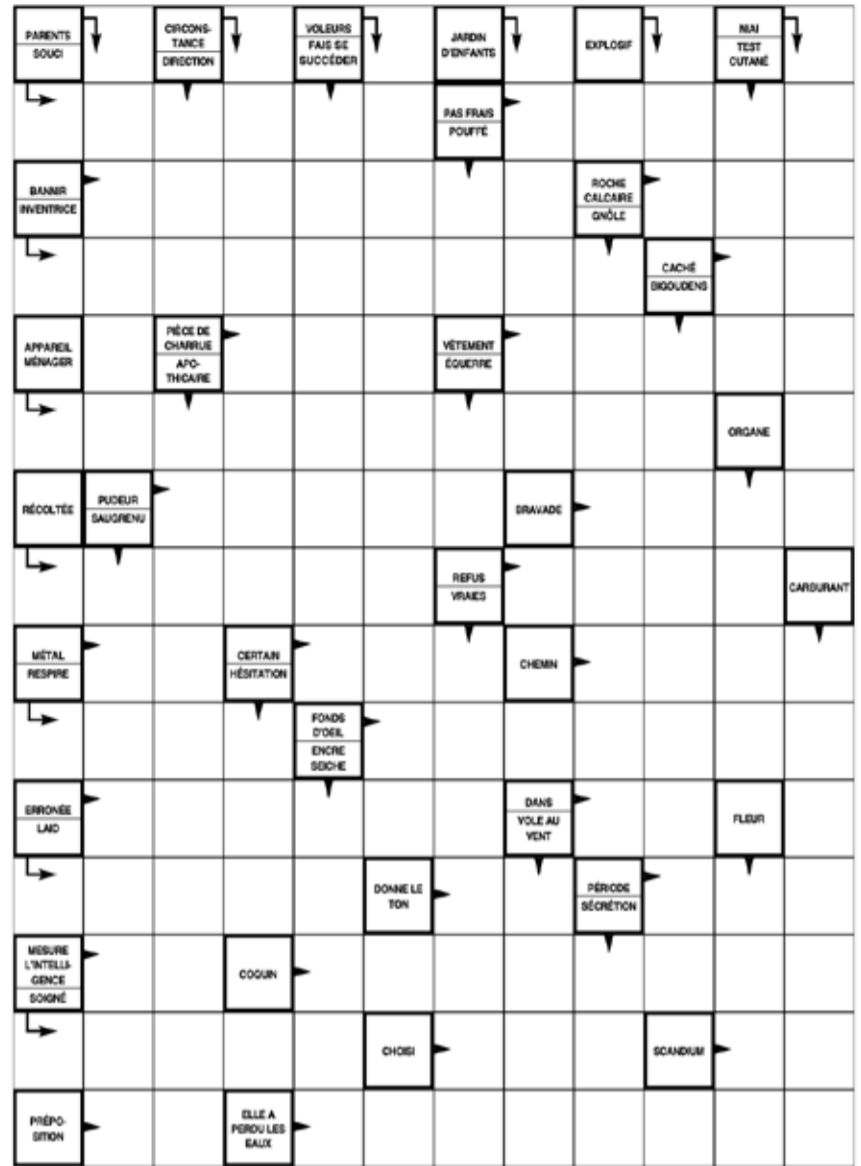 PARENTS
SOUCI
CIRCONS-
TANCE
DIRECTION
VOLEURS
FAIS SE
SUCCÉDER
JARDIN
D'ENFANTS
EXPLOSIF
NIAI
TEST
CUTANÉ
PAS FRAIS
POUFFÉ
BANNIR
INVENTRICE
ROCHE
CALCAIRE
GNÔLE
CACHÉ
BIGOUDENS
APPAREIL
MÉNAGER
PIÈCE DE
CHARRUE
APO-
THICAIRE
VÊTEMENT
ÉQUERRE
ORGANE
RÉCOLTÉE
PUDEUR
SAUGRENU
BRAVADE
REFUS
VRAIES
CARBURANT
MÉTAL
RESPIRE
CERTAIN
HÉSITATION
CHEMIN
FONDS
D'OEIL
ENCRE
SEICHE
ERRONÉE
LAID
DANS
VOLE AU
VENT
FLEUR
DONNE LE
TON
PÉRIODE
SÉCRÉTION
MESURE
L'INTELLI-
GENCE
SOIGNÉ
COQUIN
CHOISI
SCANDIUM
PRÉPO-
SITION
ELLE A
PERDU LES
EAUX